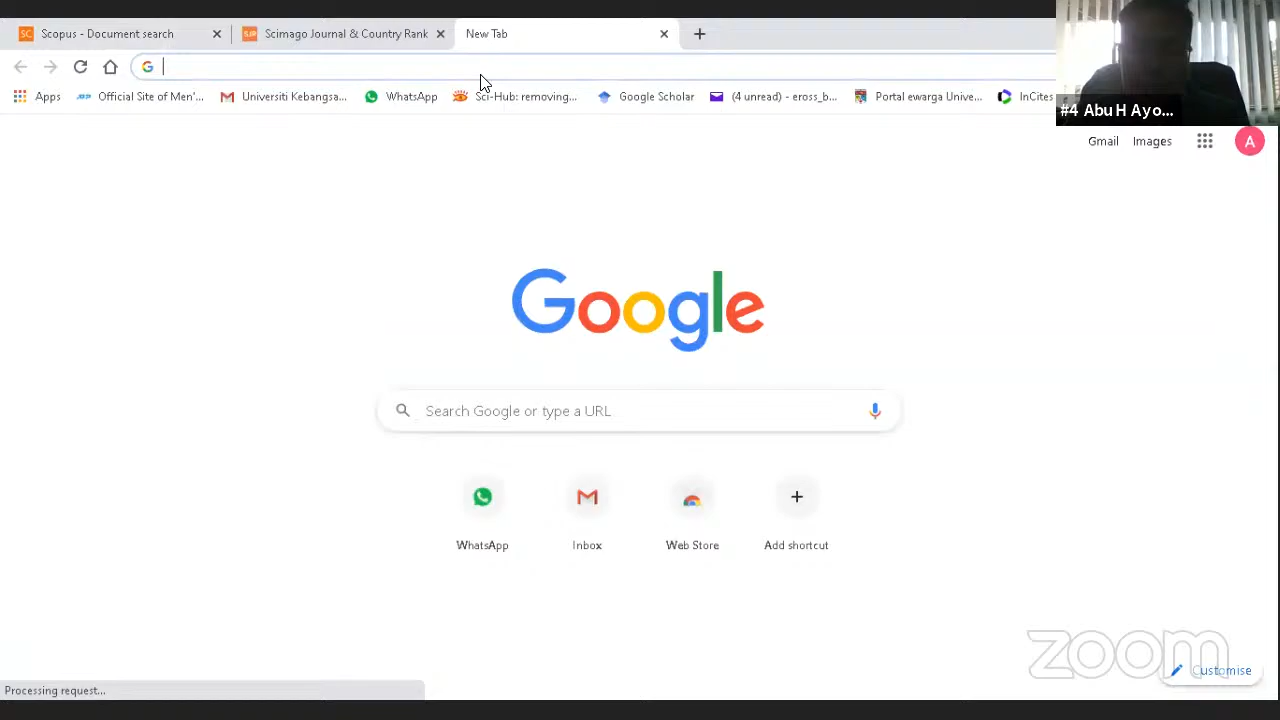 SC Scopus - Document search
SJR Scimago Journal & Country Rank
New Tab
Apps
Official Site of Men'...
Universiti Kebangsa...
WhatsApp
Sci-Hub: removing...
Google Scholar
(4 unread) - eross_b...
Portal ewarga Unive...
InCites
#4 Abu H Ayo...
Gmail
Images
A
Google
Search Google or type a URL
WhatsApp
Inbox
Web Store
Add shortcut
zoom
Customise
Processing request...